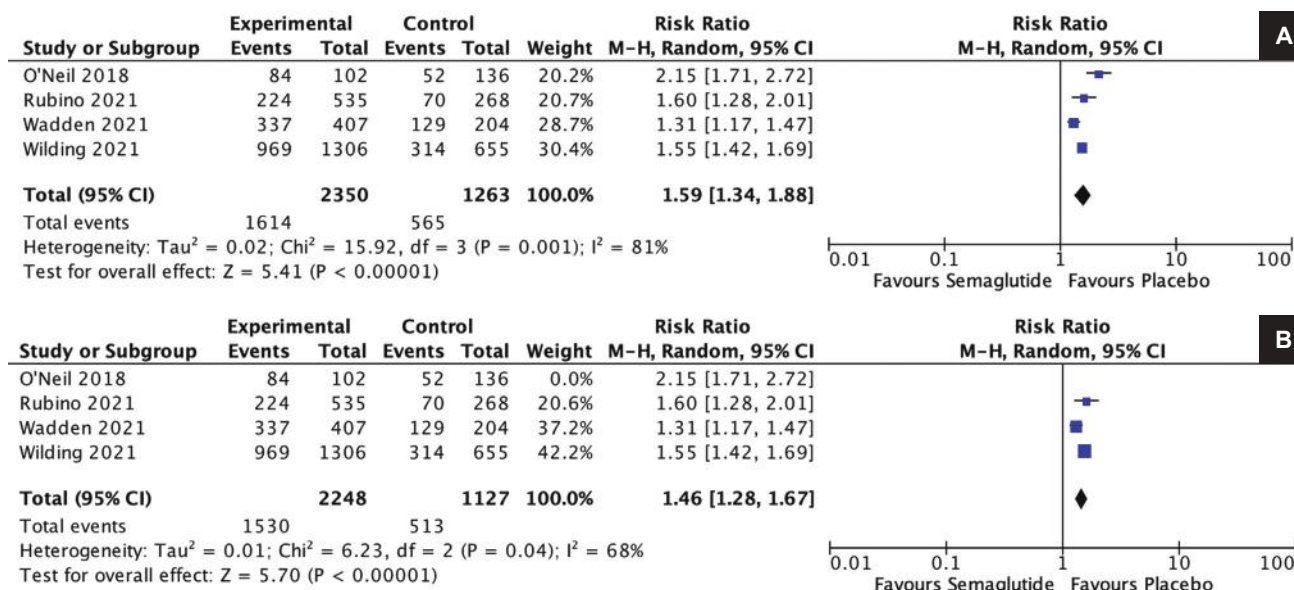 Experimental Control Risk Ratio Risk Ratio A
Study or Subgroup Events Total Events Total Weight M-H, Random, 95% CI M-H, Random, 95% CI
O'Neil 2018 84 102 52 136 20.2% 2.15 [1.71, 2.72]
Rubino 2021 224 535 70 268 20.7% 1.60 [1.28, 2.01]
Wadden 2021 337 407 129 204 28.7% 1.31 [1.17, 1.47]
Wilding 2021 969 1306 314 655 30.4% 1.55 [1.42, 1.69]
Total (95% CI) 2350 1263 100.0% 1.59 [1.34, 1.88]
Total events 1614 565
Heterogeneity: Tau² = 0.02; Chi² = 15.92, df = 3 (P = 0.001); I² = 81%
Test for overall effect: Z = 5.41 (P < 0.00001)
0.01 0.1 1 10 100
Favours Semaglutide Favours Placebo
Experimental Control Risk Ratio Risk Ratio B
Study or Subgroup Events Total Events Total Weight M-H, Random, 95% CI M-H, Random, 95% CI
O'Neil 2018 84 102 52 136 0.0% 2.15 [1.71, 2.72]
Rubino 2021 224 535 70 268 20.6% 1.60 [1.28, 2.01]
Wadden 2021 337 407 129 204 37.2% 1.31 [1.17, 1.47]
Wilding 2021 969 1306 314 655 42.2% 1.55 [1.42, 1.69]
Total (95% CI) 2248 1127 100.0% 1.46 [1.28, 1.67]
Total events 1530 513
Heterogeneity: Tau² = 0.01; Chi² = 6.23, df = 2 (P = 0.04); I² = 68%
Test for overall effect: Z = 5.70 (P < 0.00001)
0.01 0.1 1 10 100
Favours Semaglutide Favours Placebo